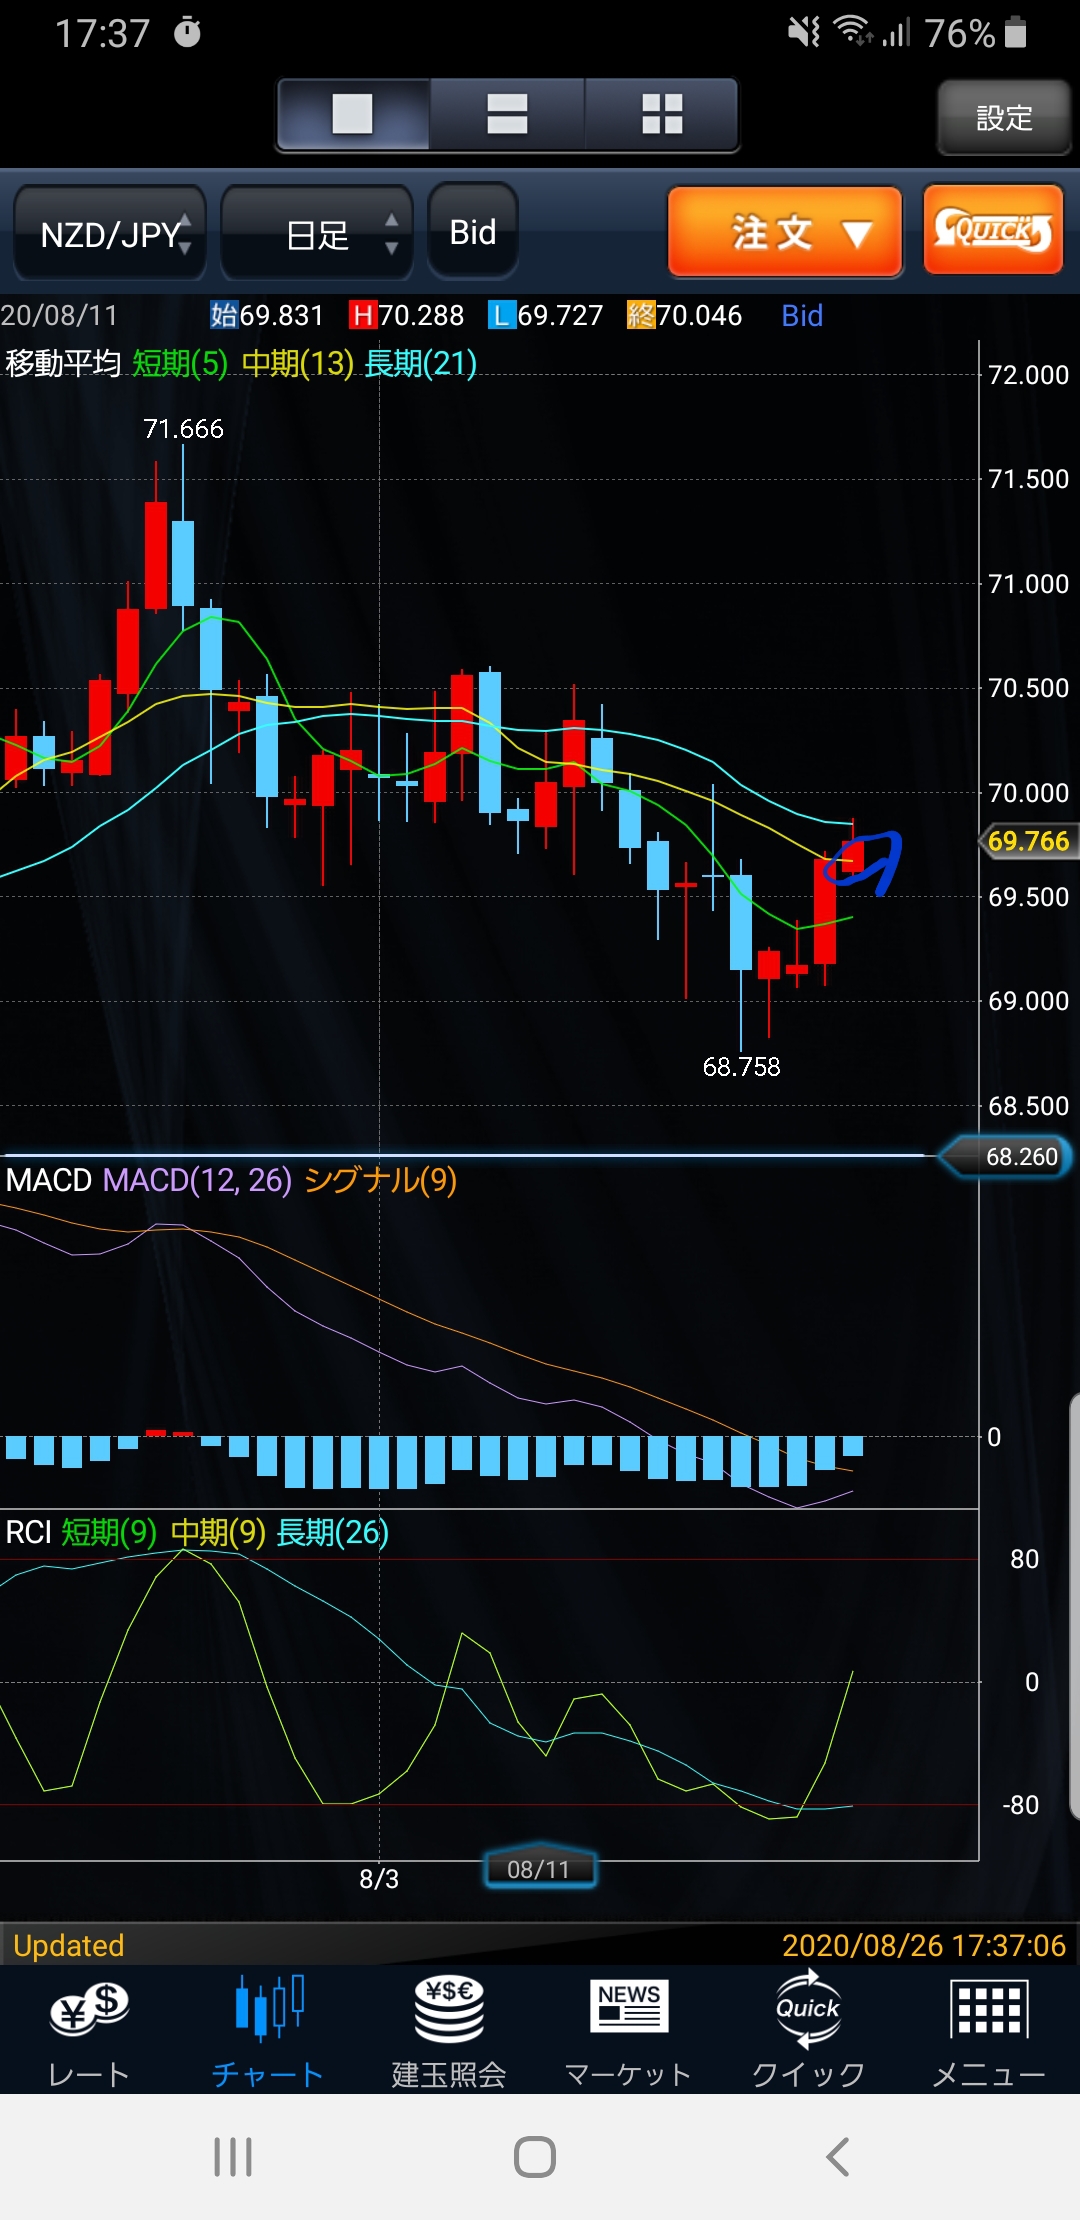 17:37 76%
設定
NZD/JPY 日足 Bid 注文 ▼ QUICK
20/08/11 始69.831 H70.288 L69.727 終70.046 Bid
移動平均 短期(5) 中期(13) 長期(21)
72.000
71.666
71.500
71.000
70.500
70.000
69.766
69.500
69.000
68.758
68.500
68.260
MACD MACD(12, 26) シグナル(9)
0
RCI 短期(9) 中期(9) 長期(26)
80
0
-80
8/3 08/11
Updated 2020/08/26 17:37:06
¥$ ¥$€ NEWS Quick
レート チャート 建玉照会 マーケット クイック メニュー